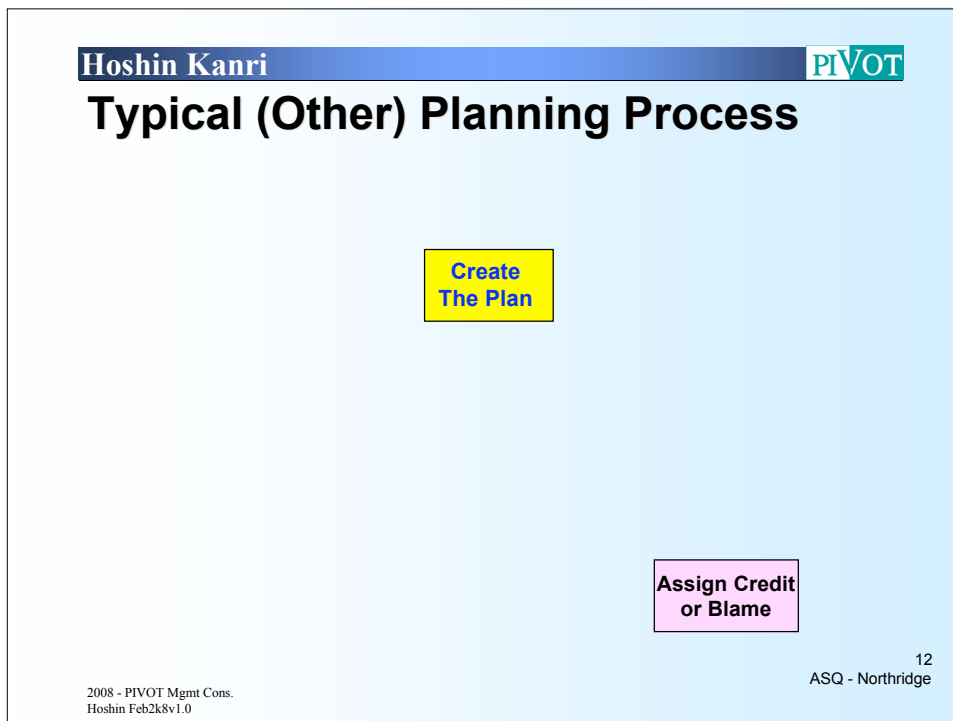 Hoshin Kanri
PIVOT
Typical (Other) Planning Process
Create
The Plan
Assign Credit
or Blame
12
ASQ - Northridge
2008 - PIVOT Mgmt Cons.
Hoshin Feb2k8v1.0